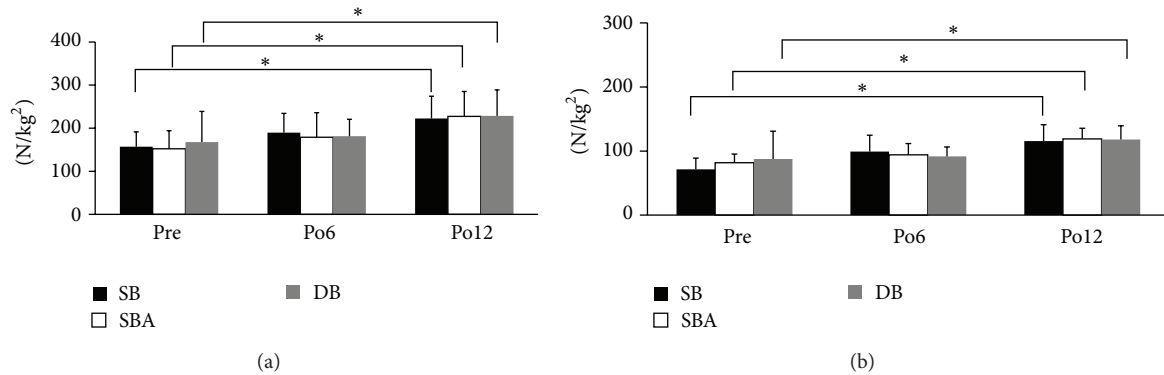 *
*
*
400
300
200
100
0
(N/kg²)
Pre Po6 Po12
SB DB
SBA
(a)
*
*
*
300
200
100
0
(N/kg²)
Pre Po6 Po12
SB DB
SBA
(b)